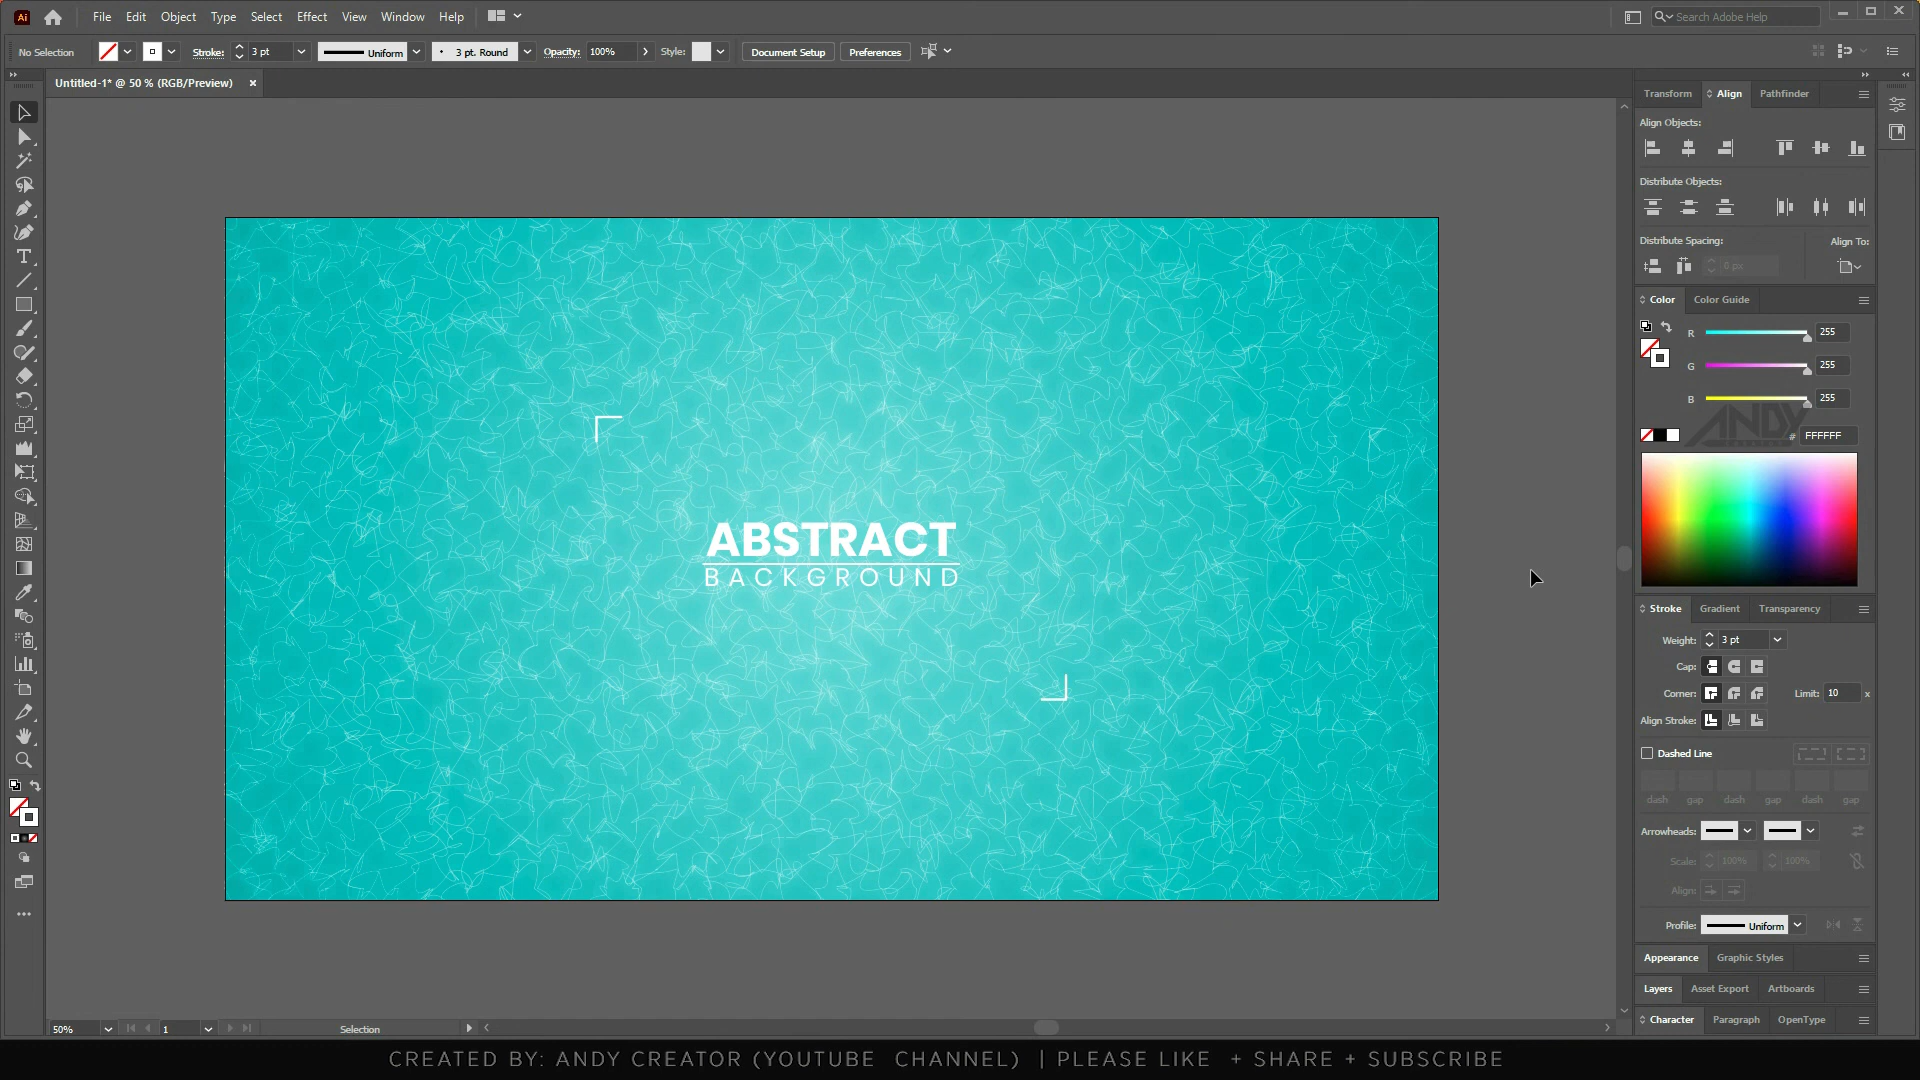 Ai File Edit Object Type Select Effect View Window Help Search Adobe Help
No Selection Stroke: 3 pt Uniform 3 pt. Round Opacity: 100% Style: Document Setup Preferences
Untitled-1* @ 50 % (RGB/Preview) ×
Transform Align Pathfinder
Align Objects:
Distribute Objects:
Distribute Spacing: Align To:
6 px
Color Color Guide
R 255
G 255
B 255
ANDY
# FFFFFF
ABSTRACT
BACKGROUND
Stroke Gradient Transparency
Weight: 3 pt
Cap:
Corner: Limit: 10 x
Align Stroke:
Dashed Line
dash gap dash gap dash gap
Arrowheads:
Scale: 100% 100%
Align:
Profile: Uniform
Appearance Graphic Styles
Layers Asset Export Artboards
Character Paragraph OpenType
50% 1 Selection
CREATED BY: ANDY CREATOR (YOUTUBE CHANNEL) | PLEASE LIKE + SHARE + SUBSCRIBE